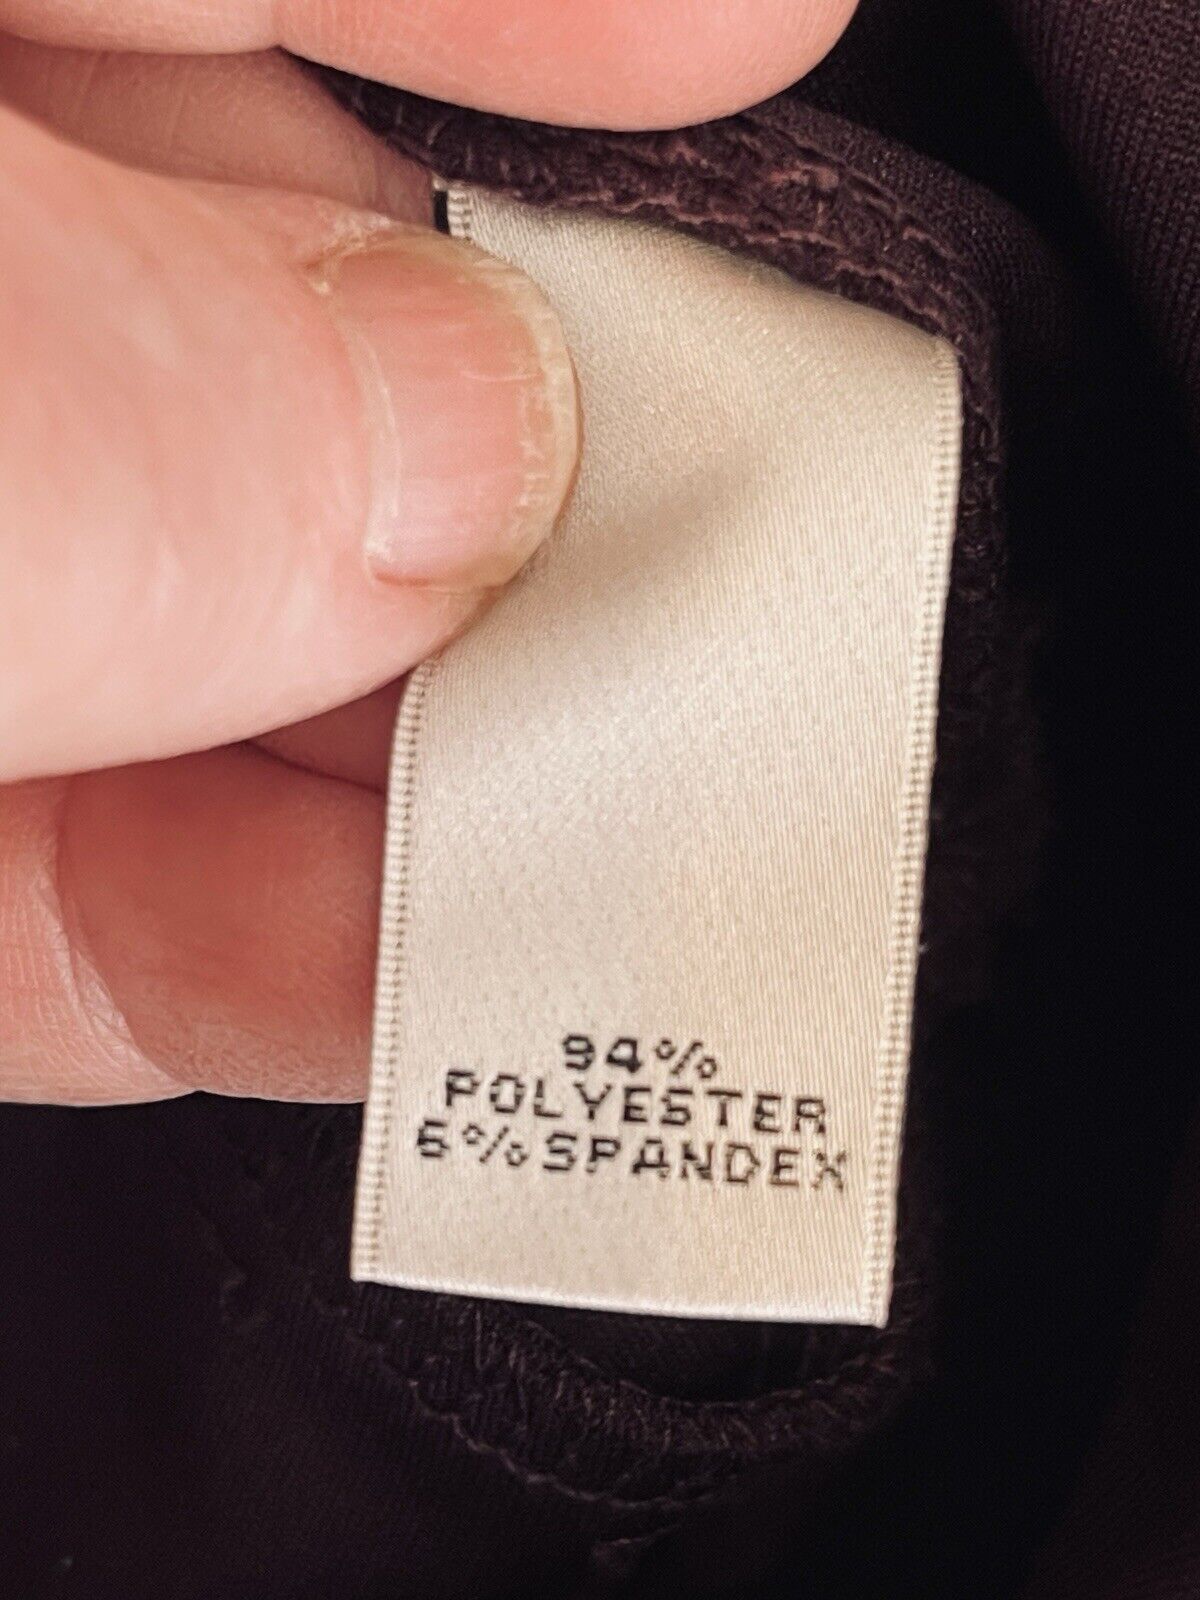 94%
POLYESTER
6%SPANDEX